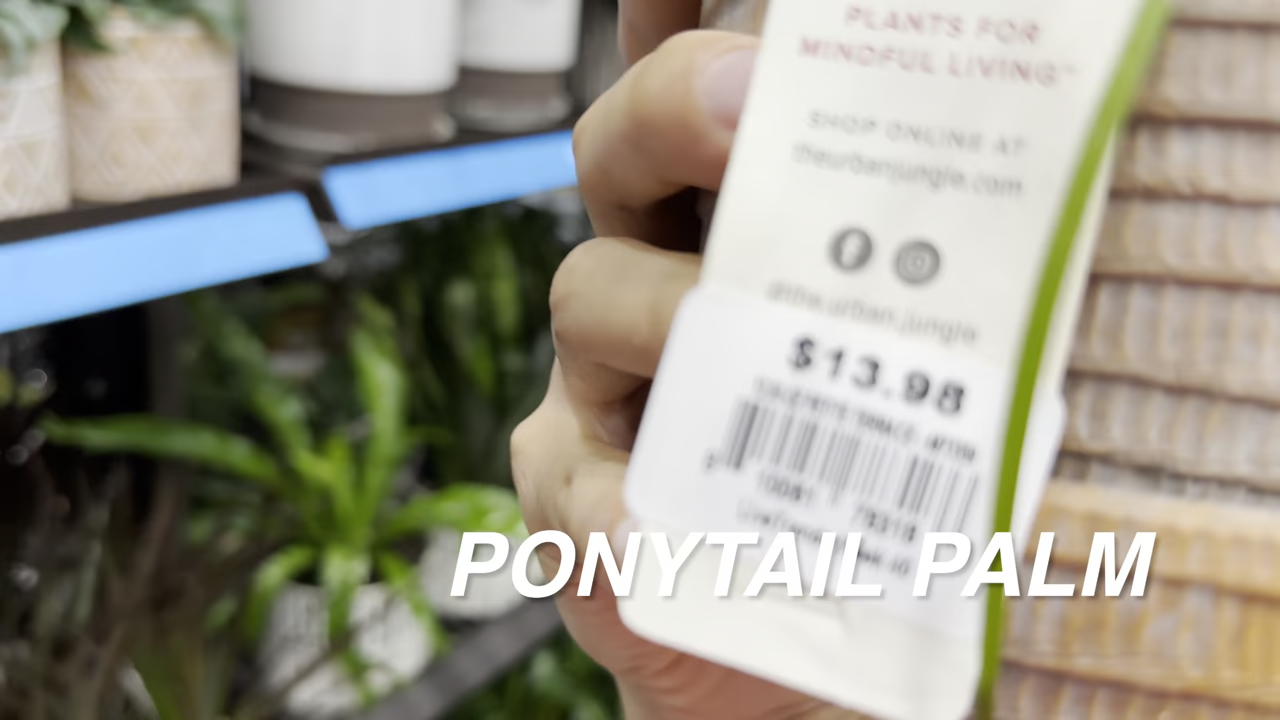 PLANTS FOR
MINDFUL LIVING™
SHOP ONLINE AT
theurbanjungle.com
@the.urban.jungle
$13.98
PONYTAIL PALM